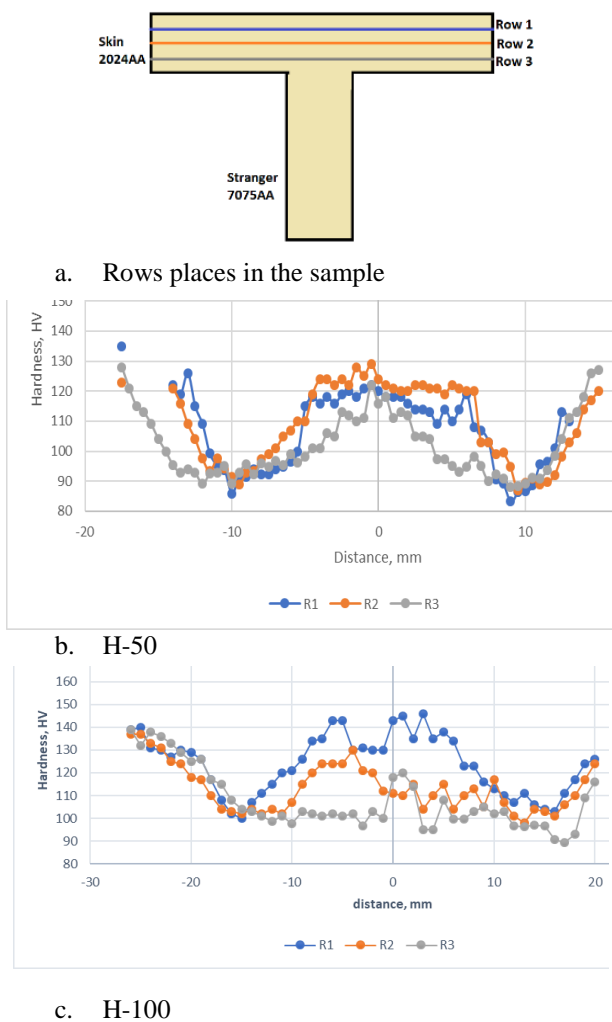 Row 1
Skin
2024AA
Row 2
Row 3
Stranger
7075AA
a. Rows places in the sample
150
140
130
120
110
100
90
80
Hardness, HV
-20
-10
0
10
Distance, mm
R1 R2 R3
b. H-50
160
150
140
130
120
110
100
90
80
Hardness, HV
-30
-20
-10
0
10
20
distance, mm
R1 R2 R3
c. H-100